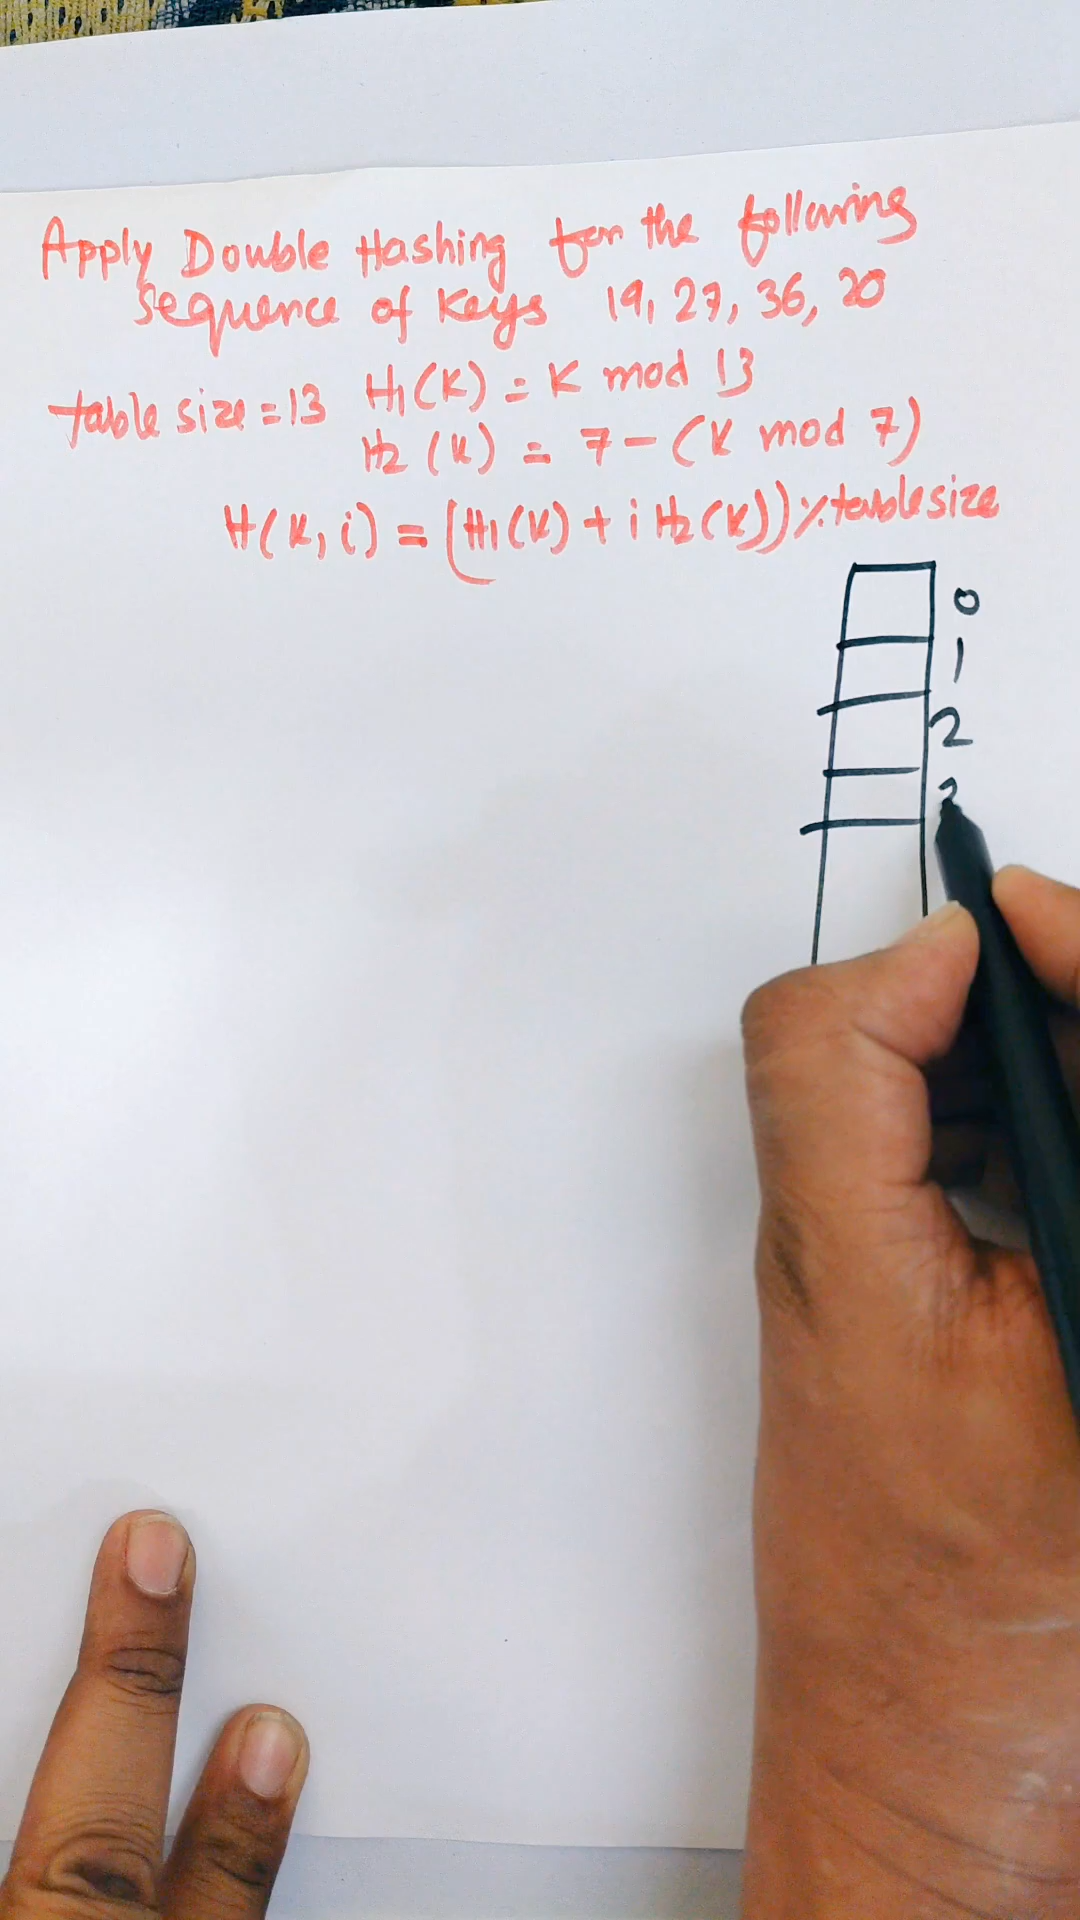 Apply Double Hashing for the following
Sequence of Keys 19, 27, 36, 20
table size = 13 H1(K) = K mod 13
H2 (K) = 7 - (K mod 7)
H(K, i) = (H1(K) + i H2(K)) % tablesize
0
1
2